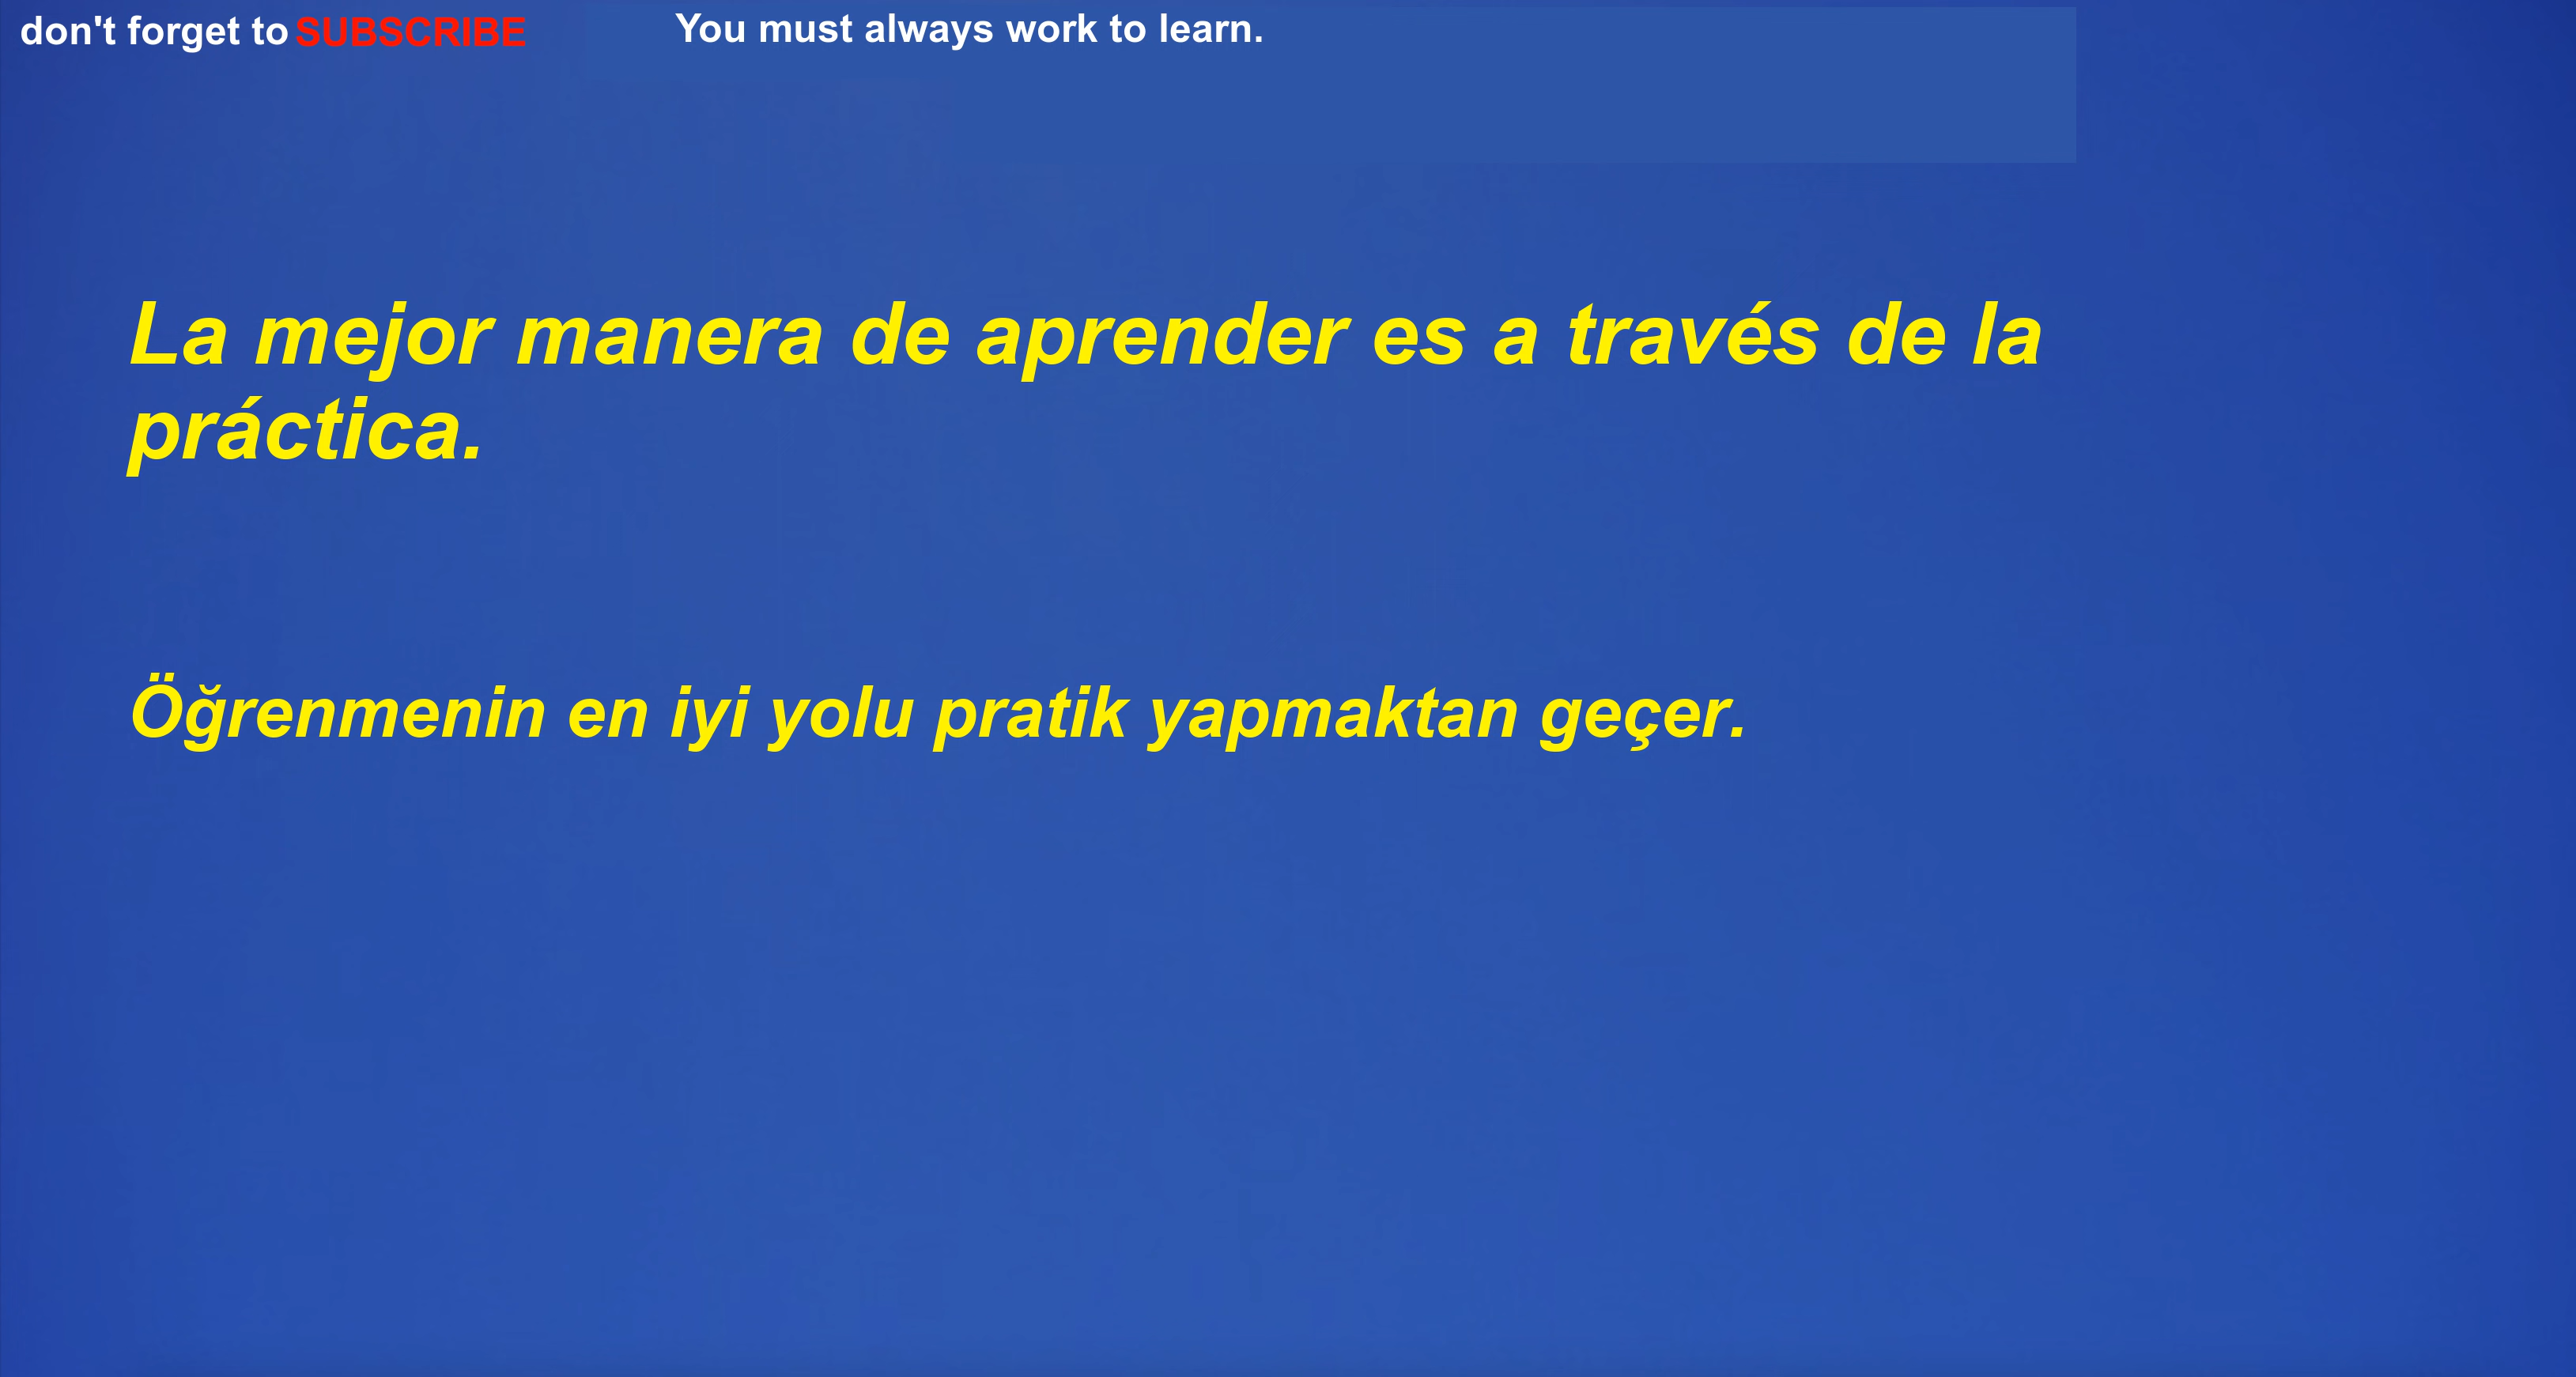 don't forget to SUBSCRIBE You must always work to learn.
La mejor manera de aprender es a través de la
práctica.
Öğrenmenin en iyi yolu pratik yapmaktan geçer.